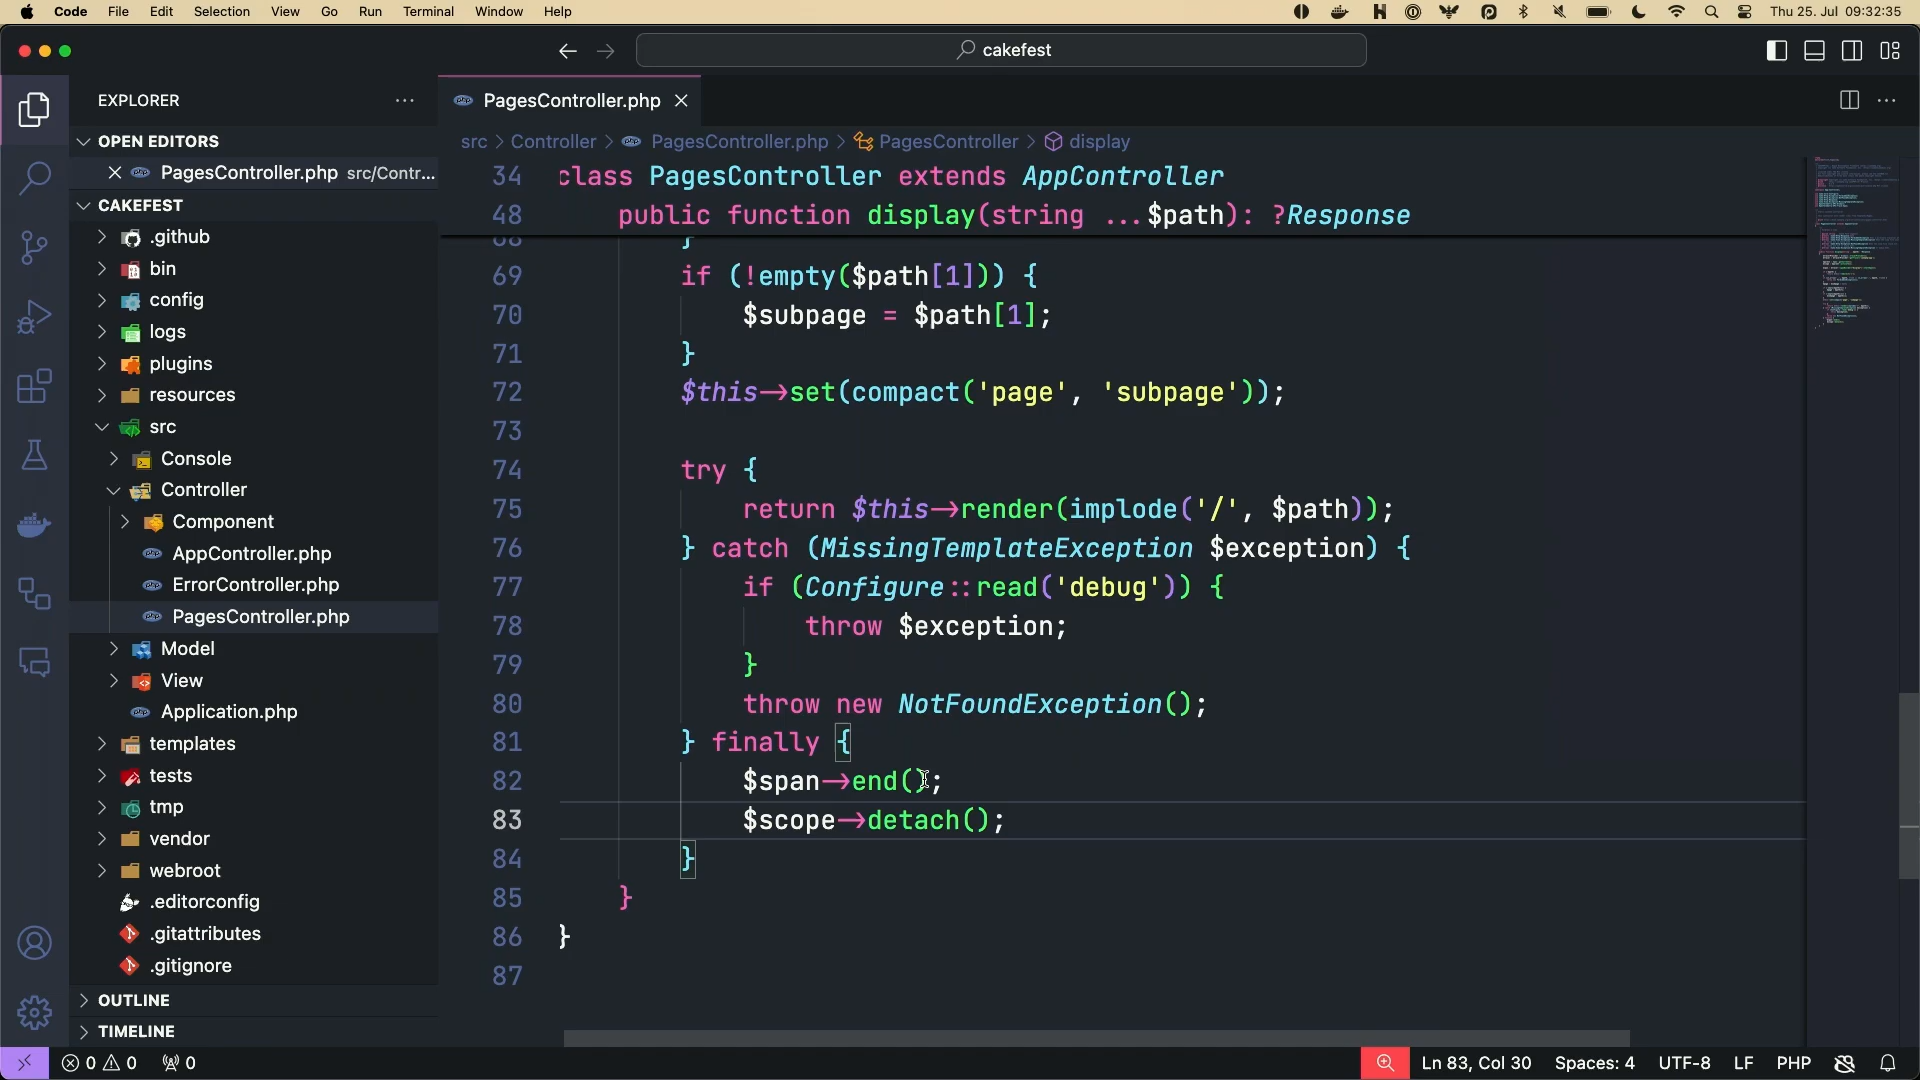 Code File Edit Selection View Go Run Terminal Window Help Thu 25. Jul 09:32:35
cakefest
EXPLORER
OPEN EDITORS
PagesController.php src/Contr...
CAKEFEST
.github
bin
config
logs
plugins
resources
src
Console
Controller
Component
AppController.php
ErrorController.php
PagesController.php
Model
View
Application.php
templates
tests
tmp
vendor
webroot
.editorconfig
.gitattributes
.gitignore
OUTLINE
TIMELINE
PagesController.php
src > Controller > PagesController.php > PagesController > display
34 class PagesController extends AppController
48 public function display(string ...$path): ?Response
68 }
69 if (!empty($path[1])) {
70 $subpage = $path[1];
71 }
72 $this->set(compact('page', 'subpage'));
73
74 try {
75 return $this->render(implode('/', $path));
76 } catch (MissingTemplateException $exception) {
77 if (Configure::read('debug')) {
78 throw $exception;
79 }
80 throw new NotFoundException();
81 } finally {
82 $span->end();
83 $scope->detach();
84 }
85 }
86 }
87
0 0 0 Ln 83, Col 30 Spaces: 4 UTF-8 LF PHP